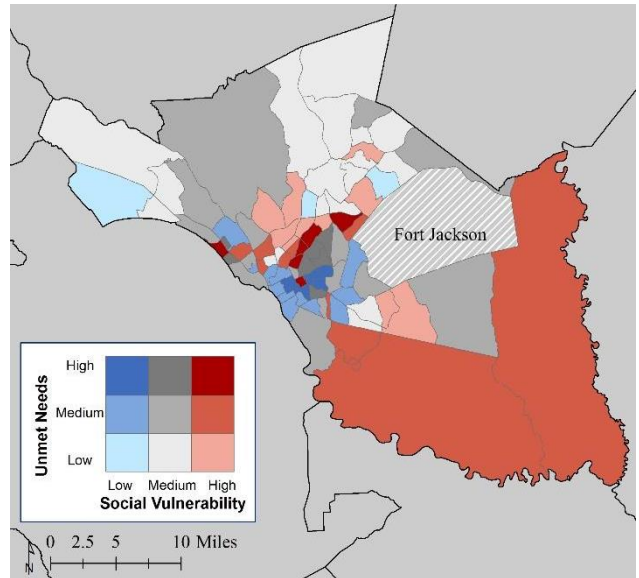 Fort Jackson
Unmet Needs
High
Medium
Low
Low Medium High
Social Vulnerability
0 2.5 5 10 Miles
N